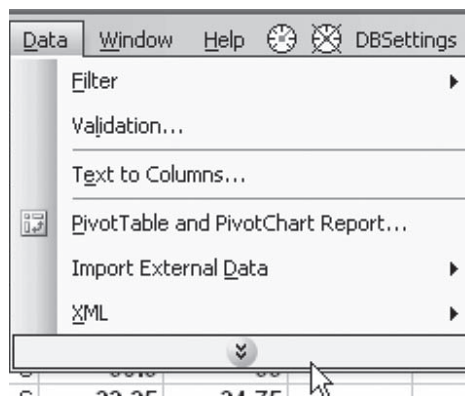 Data Window Help DBSettings
Filter
Validation...
Text to Columns...
PivotTable and PivotChart Report...
Import External Data
XML